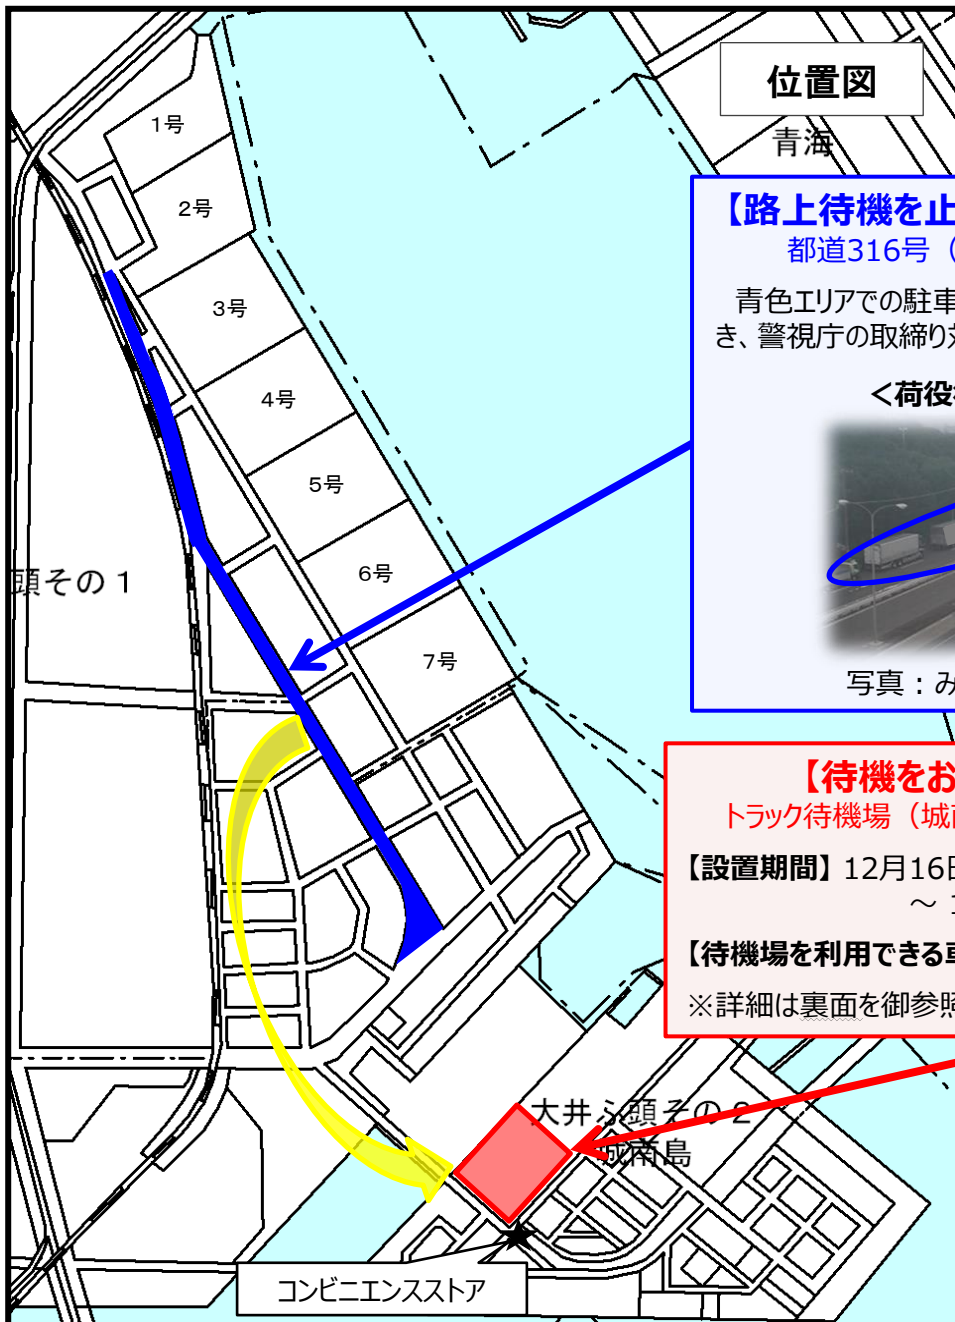 位置図
青海
1号
2号
3号
4号
5号
6号
7号
頭その1
【路上待機を止
都道316号（
青色エリアでの駐車
き、警視庁の取締り
＜荷役
写真：み
【待機をお
トラック待機場（城南
【設置期間】12月16日
～ 1
【待機場を利用できる車
※詳細は裏面を御参照
大井ふ頭その2
城南島
コンビニエンスストア